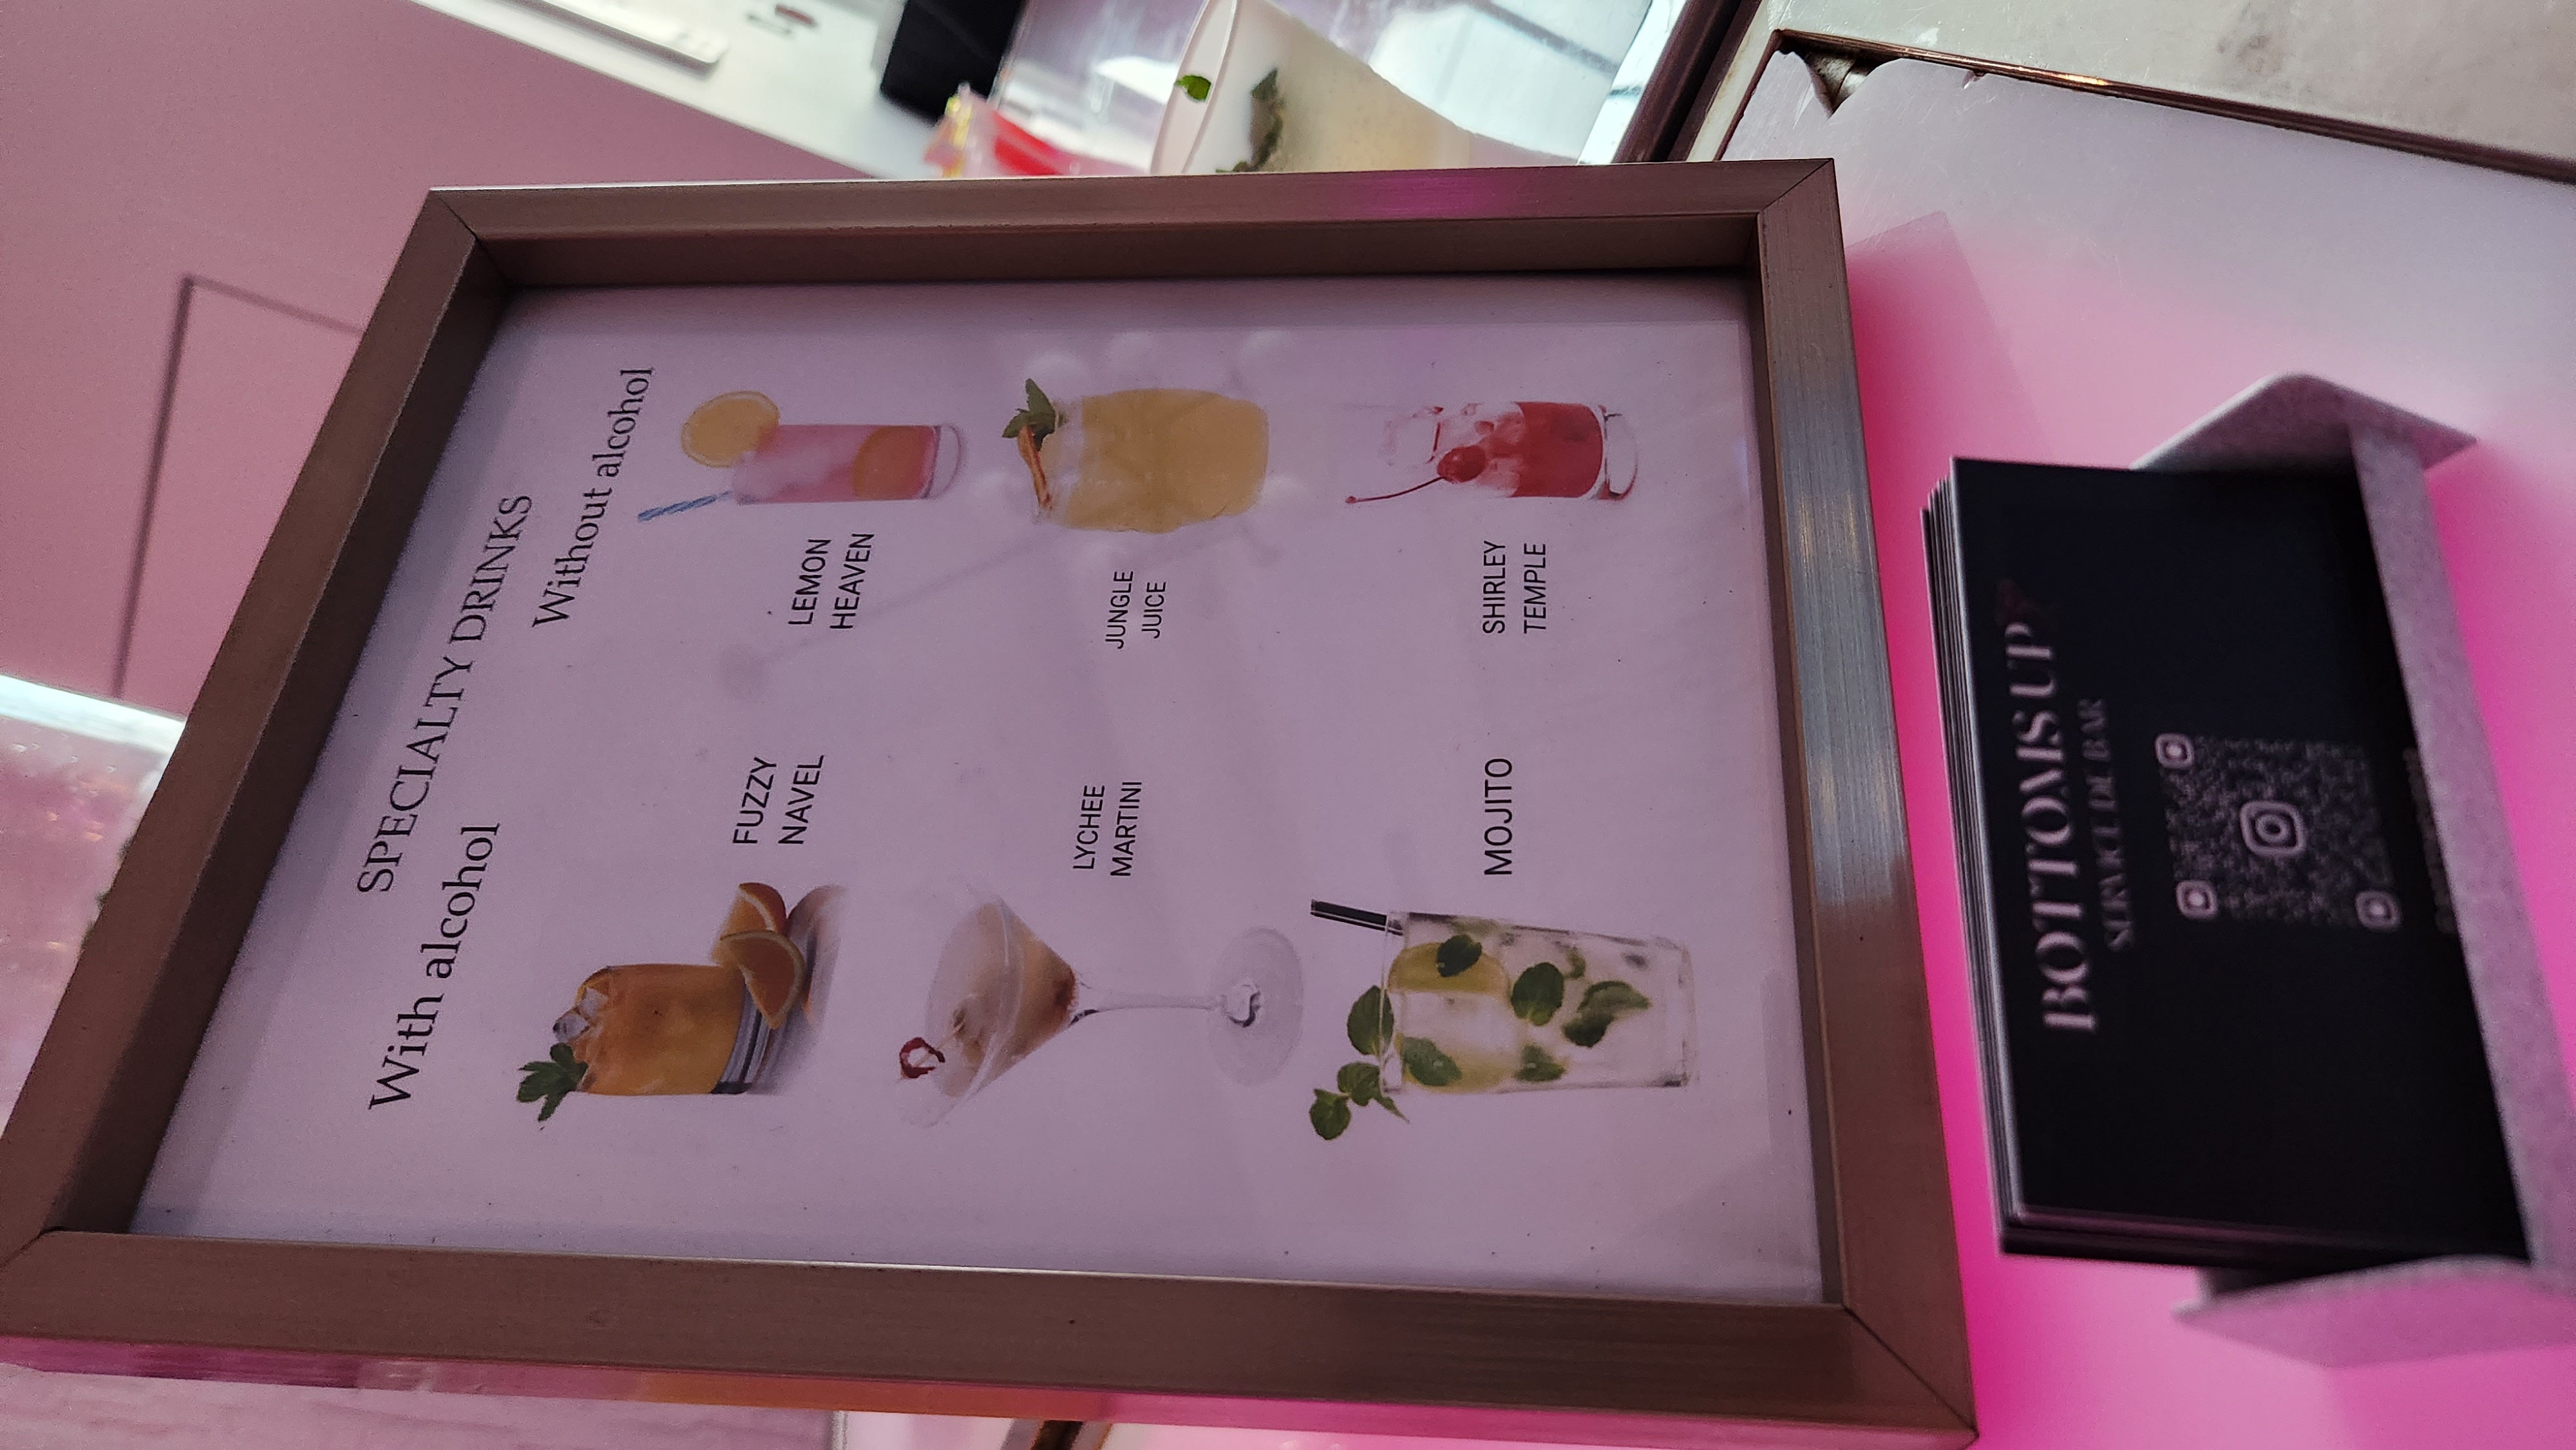 SPECIALTY DRINKS
With alcohol
Without alcohol
FUZZY
NAVEL
LEMON
HEAVEN
LYCHEE
MARTINI
JUNGLE
JUICE
MOJITO
SHIRLEY
TEMPLE
BOTTOMS UP
SERVICE DE BAR